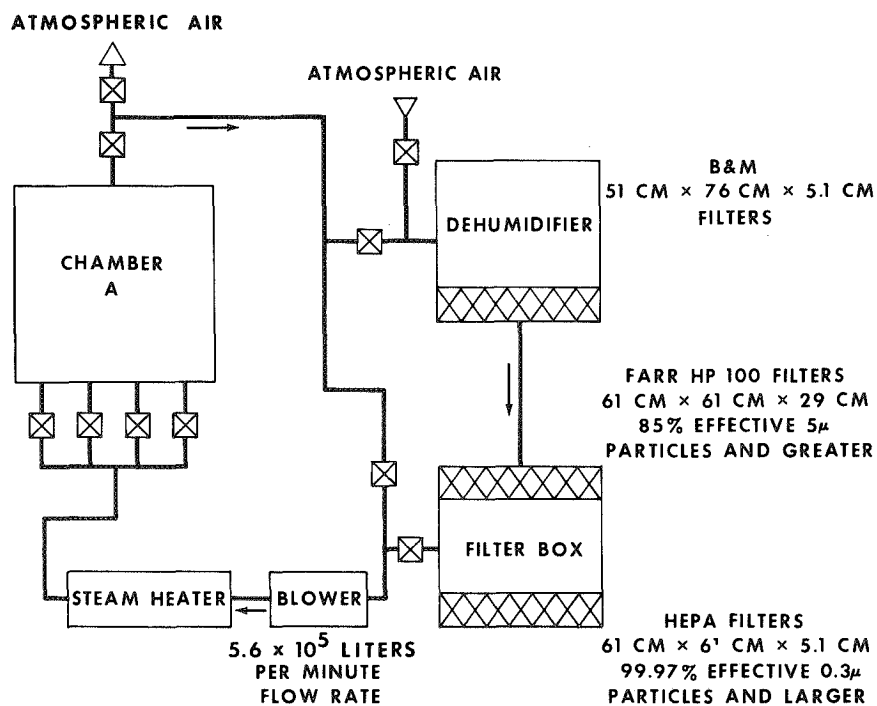 ATMOSPHERIC AIR
ATMOSPHERIC AIR
CHAMBER
A
DEHUMIDIFIER
B&M
51 CM × 76 CM × 5.1 CM
FILTERS
FARR HP 100 FILTERS
61 CM × 61 CM × 29 CM
85% EFFECTIVE 5μ
PARTICLES AND GREATER
FILTER BOX
STEAM HEATER
BLOWER
5.6 × 10⁵ LITERS
PER MINUTE
FLOW RATE
HEPA FILTERS
61 CM × 6' CM × 5.1 CM
99.97% EFFECTIVE 0.3μ
PARTICLES AND LARGER